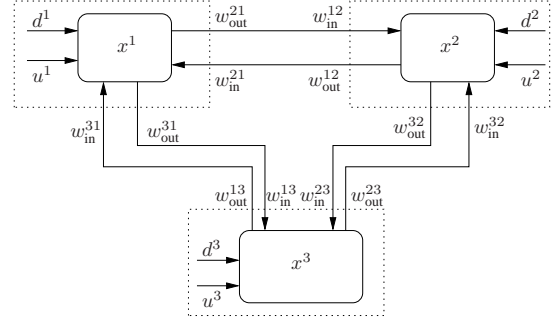 d^1 x^1 w_out^21 w_in^12 x^2 d^2
u^1 w_in^21 w_out^12 u^2
w_in^31 w_out^31 w_out^32 w_in^32
w_out^13 w_in^13 w_in^23 w_out^23
d^3 x^3
u^3